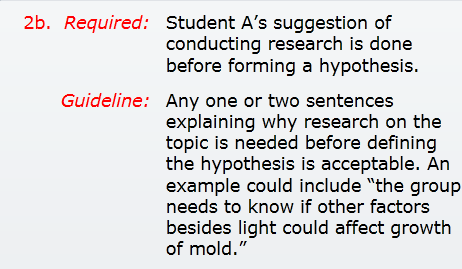 2b. Required: Student A's suggestion of
conducting research is done
before forming a hypothesis.
Guideline: Any one or two sentences
explaining why research on the
topic is needed before defining
the hypothesis is acceptable. An
example could include “the group
needs to know if other factors
besides light could affect growth
of mold.”